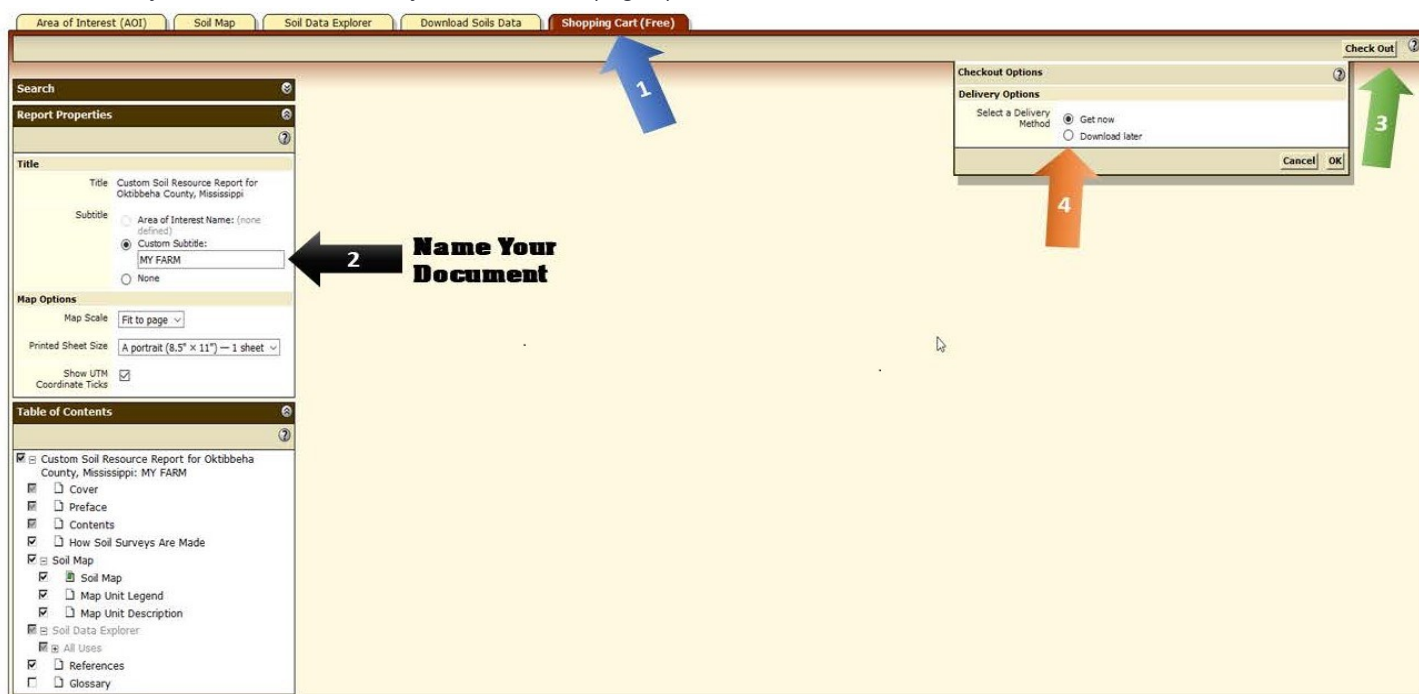 Area of Interest (AOI)
Soil Map
Soil Data Explorer
Download Soils Data
Shopping Cart (Free)
Check Out
?
1
3
Search
Report Properties
?
Title
Title
Custom Soil Resource Report for
Oktibbeha County, Mississippi
Subtitle
Area of Interest Name: (none
defined)
Custom Subtitle:
MY FARM
None
2
Name Your
Document
Map Options
Map Scale
Fit to page
Printed Sheet Size
A portrait (8.5" × 11") — 1 sheet
Show UTM
Coordinate Ticks
Checkout Options
?
Delivery Options
Select a Delivery
Method
Get now
Download later
Cancel
OK
4
Table of Contents
?
Custom Soil Resource Report for Oktibbeha
County, Mississippi: MY FARM
Cover
Preface
Contents
How Soil Surveys Are Made
Soil Map
Soil Map
Map Unit Legend
Map Unit Description
Soil Data Explorer
All Uses
References
Glossary